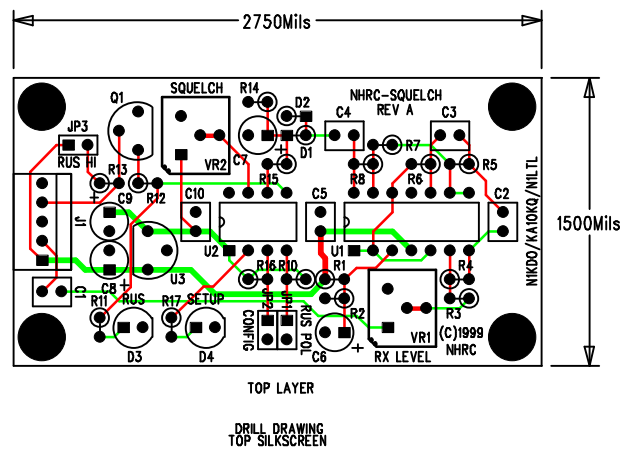 2750Mils
SQUELCH
R14
D2
NHRC-SQUELCH
REV A
Q1
C4
C3
JP3
C7
D1
R7
RUS HI
R13
VR2
R15
R8
R6
R5
C9
R12
C10
C5
C2
J1
1500Mils
U2
U1
N1KDO/KA1OKQ/N1LTL
U3
R16
R10
R1
R4
C1
C8
R11
RUS
R17
SETUP
JP2
JP1
R2
R3
CONFIG
RUS POL
VR1
(C)1999
NHRC
D3
D4
C6
RX LEVEL
TOP LAYER
DRILL DRAWING
TOP SILKSCREEN